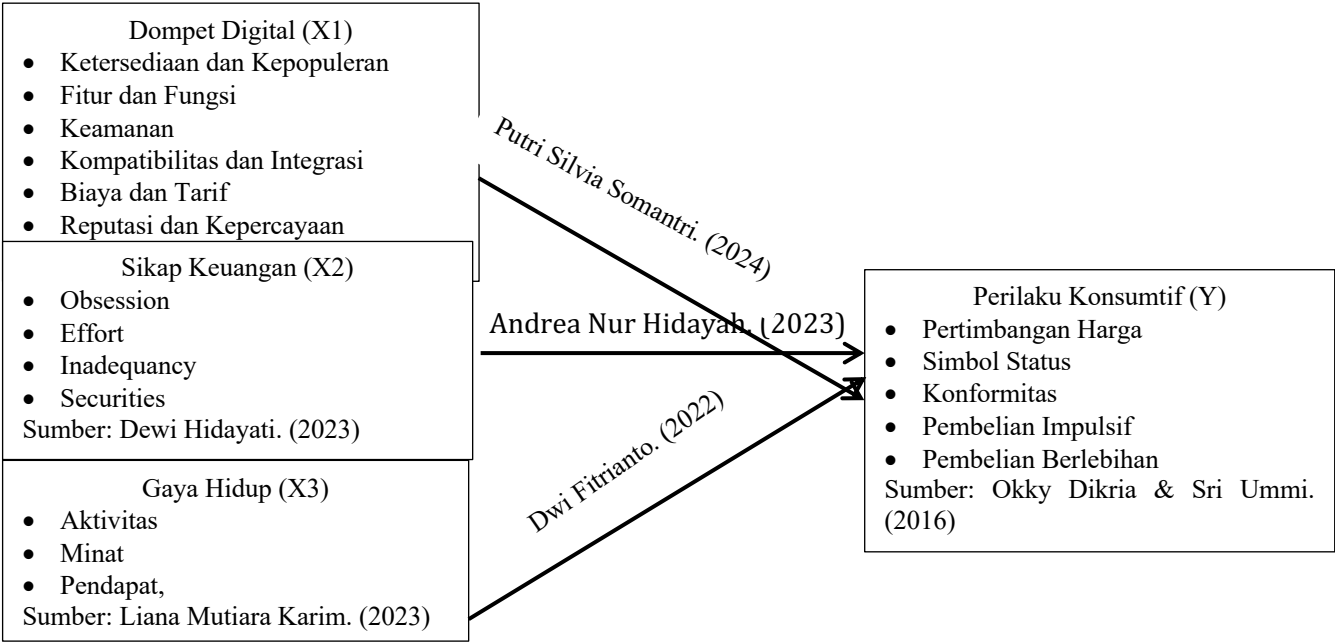 Dompet Digital (X1)
• Ketersediaan dan Kepopuleran
• Fitur dan Fungsi
• Keamanan
• Kompatibilitas dan Integrasi
• Biaya dan Tarif
• Reputasi dan Kepercayaan
Sikap Keuangan (X2)
• Obsession
• Effort
• Inadequancy
• Securities
Sumber: Dewi Hidayati. (2023)
Gaya Hidup (X3)
• Aktivitas
• Minat
• Pendapat,
Sumber: Liana Mutiara Karim. (2023)
Putri Silvia Somantri. (2024)
Andrea Nur Hidayah. (2023)
Dwi Fitrianto. (2022)
Perilaku Konsumtif (Y)
• Pertimbangan Harga
• Simbol Status
• Konformitas
• Pembelian Impulsif
• Pembelian Berlebihan
Sumber: Okky Dikria & Sri Ummi.
(2016)